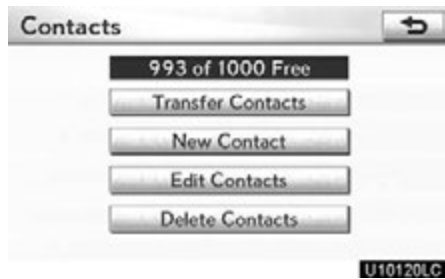 Contacts
993 of 1000 Free
Transfer Contacts
New Contact
Edit Contacts
Delete Contacts
U10120LC